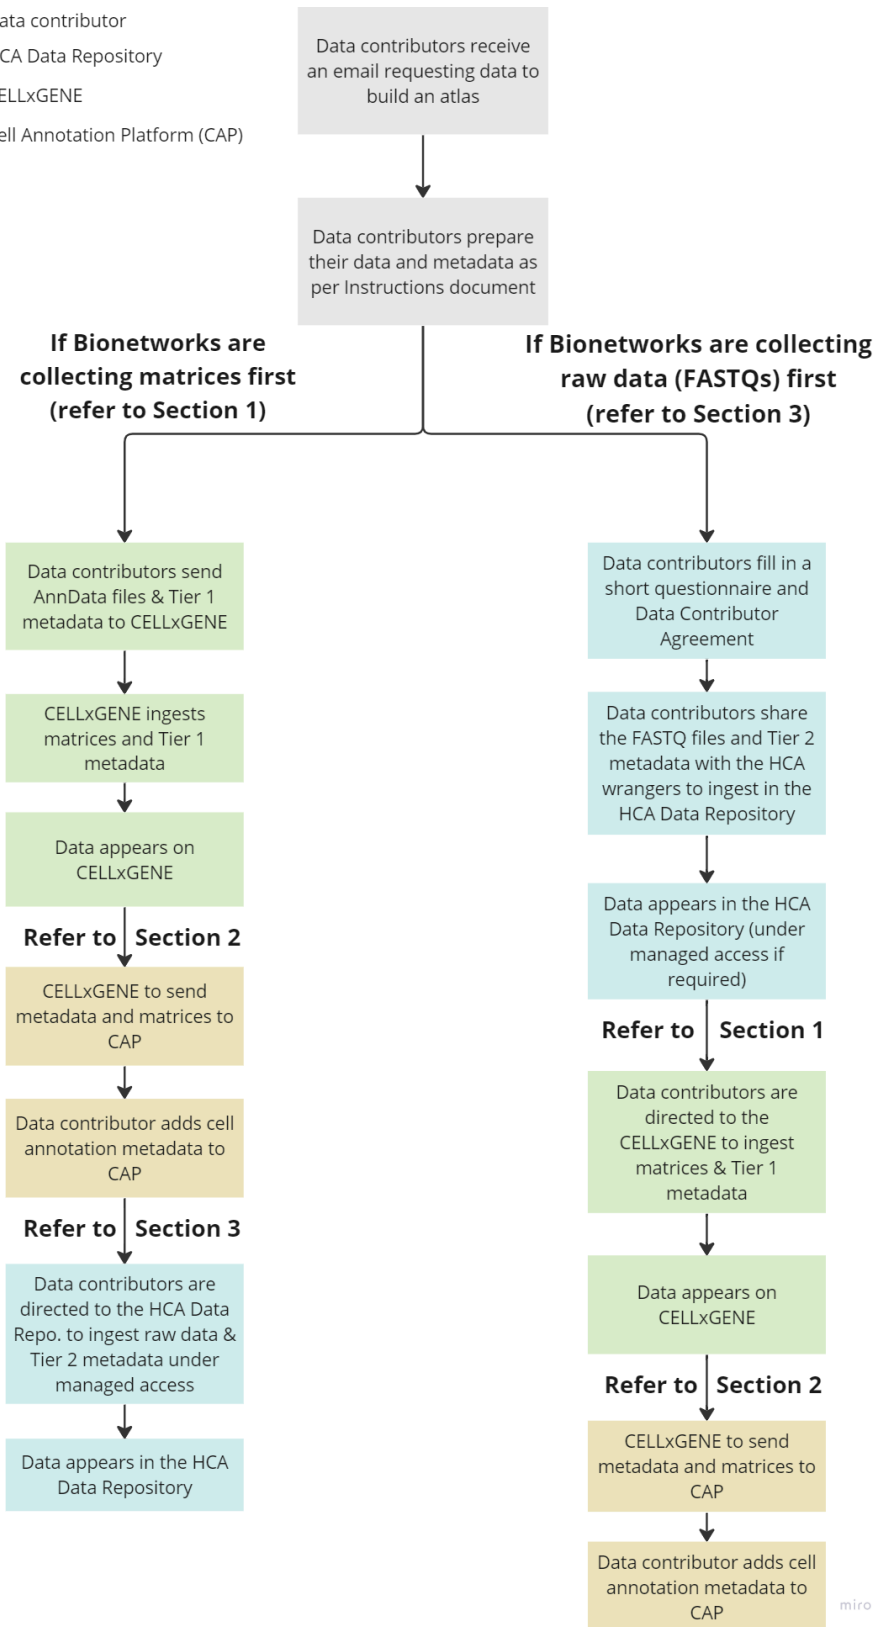 ata contributor
CA Data Repository
ELLxGENE
ell Annotation Platform (CAP)
Data contributors receive
an email requesting data to
build an atlas
Data contributors prepare
their data and metadata as
per Instructions document
If Bionetworks are
collecting matrices first
(refer to Section 1)
If Bionetworks are collecting
raw data (FASTQs) first
(refer to Section 3)
Data contributors send
AnnData files & Tier 1
metadata to CELLxGENE
CELLxGENE ingests
matrices and Tier 1
metadata
Data appears on
CELLxGENE
Refer to Section 2
CELLxGENE to send
metadata and matrices to
CAP
Data contributor adds cell
annotation metadata to
CAP
Refer to Section 3
Data contributors are
directed to the HCA Data
Repo. to ingest raw data &
Tier 2 metadata under
managed access
Data appears in the HCA
Data Repository
Data contributors fill in a
short questionnaire and
Data Contributor
Agreement
Data contributors share
the FASTQ files and Tier 2
metadata with the HCA
wrangers to ingest in the
HCA Data Repository
Data appears in the HCA
Data Repository (under
managed access if
required)
Refer to Section 1
Data contributors are
directed to the
CELLxGENE to ingest
matrices & Tier 1
metadata
Data appears on
CELLxGENE
Refer to Section 2
CELLxGENE to send
metadata and matrices to
CAP
Data contributor adds cell
annotation metadata to
CAP
miro